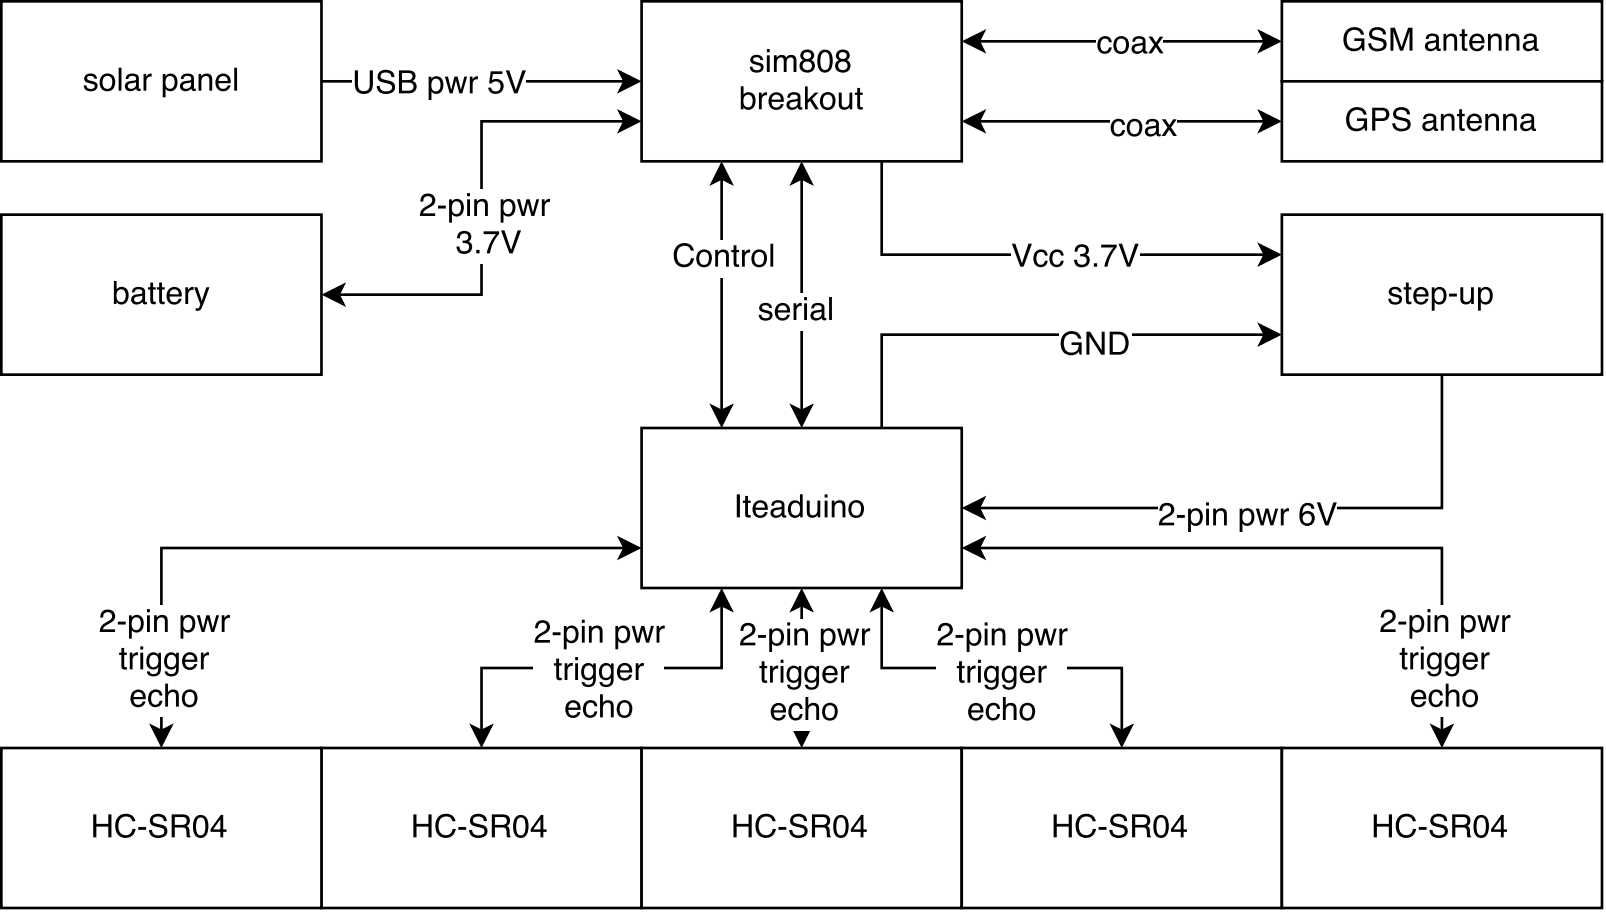 solar panel
USB pwr 5V
sim808
breakout
coax
GSM antenna
coax
GPS antenna
2-pin pwr
3.7V
battery
Control
serial
Vcc 3.7V
GND
step-up
Iteaduino
2-pin pwr 6V
2-pin pwr
trigger
echo
2-pin pwr
trigger
echo
2-pin pwr
trigger
echo
2-pin pwr
trigger
echo
2-pin pwr
trigger
echo
HC-SR04
HC-SR04
HC-SR04
HC-SR04
HC-SR04